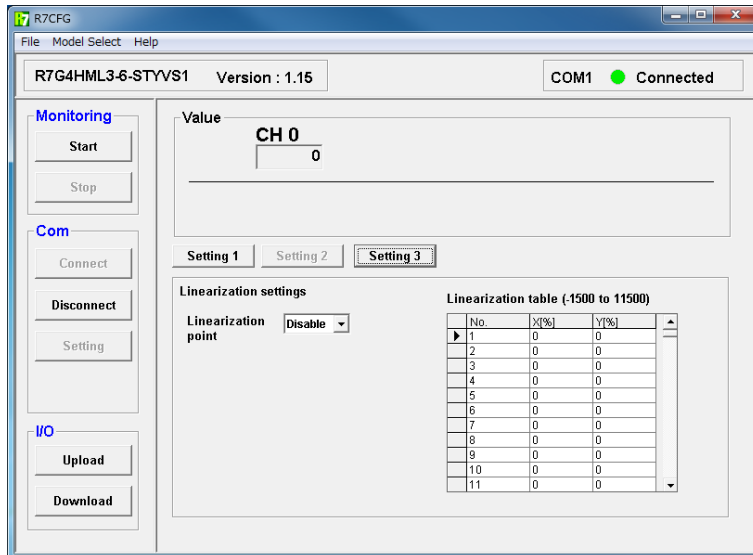 R7CFG
File Model Select Help
R7G4HML3-6-STYVS1 Version : 1.15
COM1 Connected
Monitoring
Start
Stop
Com
Connect
Disconnect
Setting
I/O
Upload
Download
Value
CH 0
0
Setting 1 Setting 2 Setting 3
Linearization settings
Linearization point
Disable
Linearization table (-1500 to 11500)
No. X[%] Y[%]
1 0 0
2 0 0
3 0 0
4 0 0
5 0 0
6 0 0
7 0 0
8 0 0
9 0 0
10 0 0
11 0 0